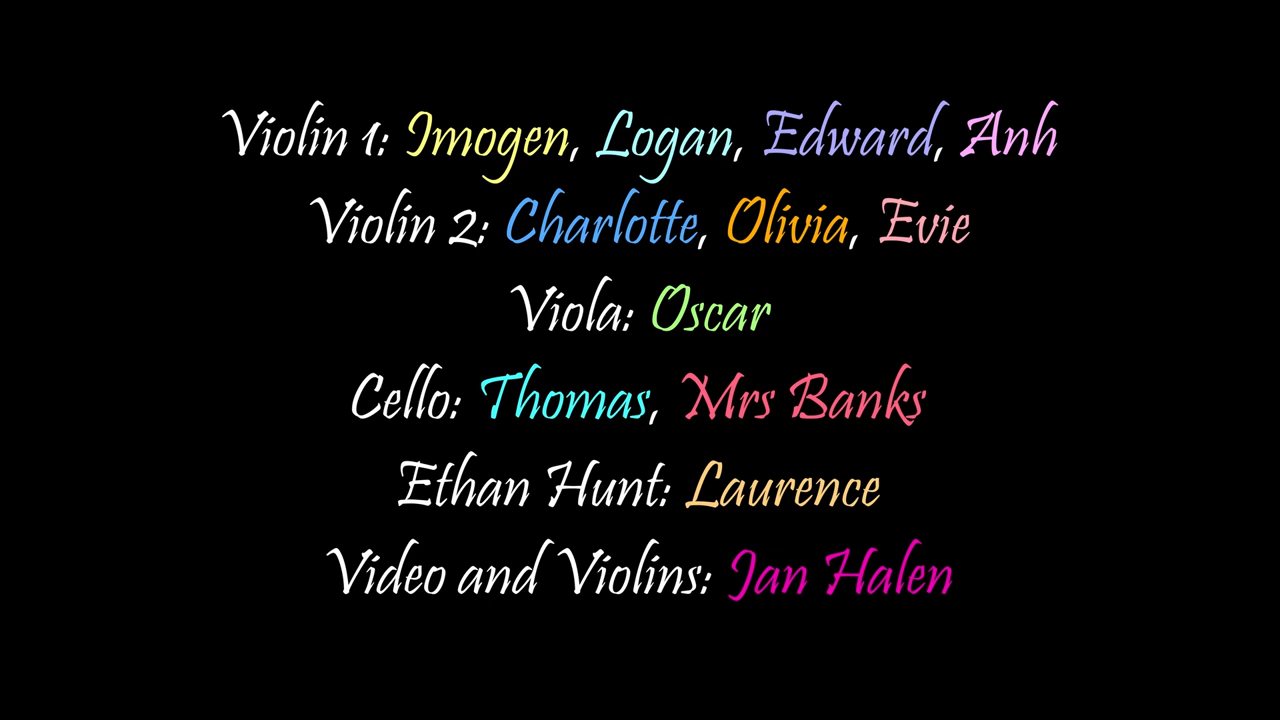 Violin 1: Imogen, Logan, Edward, Anh
Violin 2: Charlotte, Olivia, Evie
Viola: Oscar
Cello: Thomas, Mrs Banks
Ethan Hunt: Laurence
Video and Violins: Jan Halen